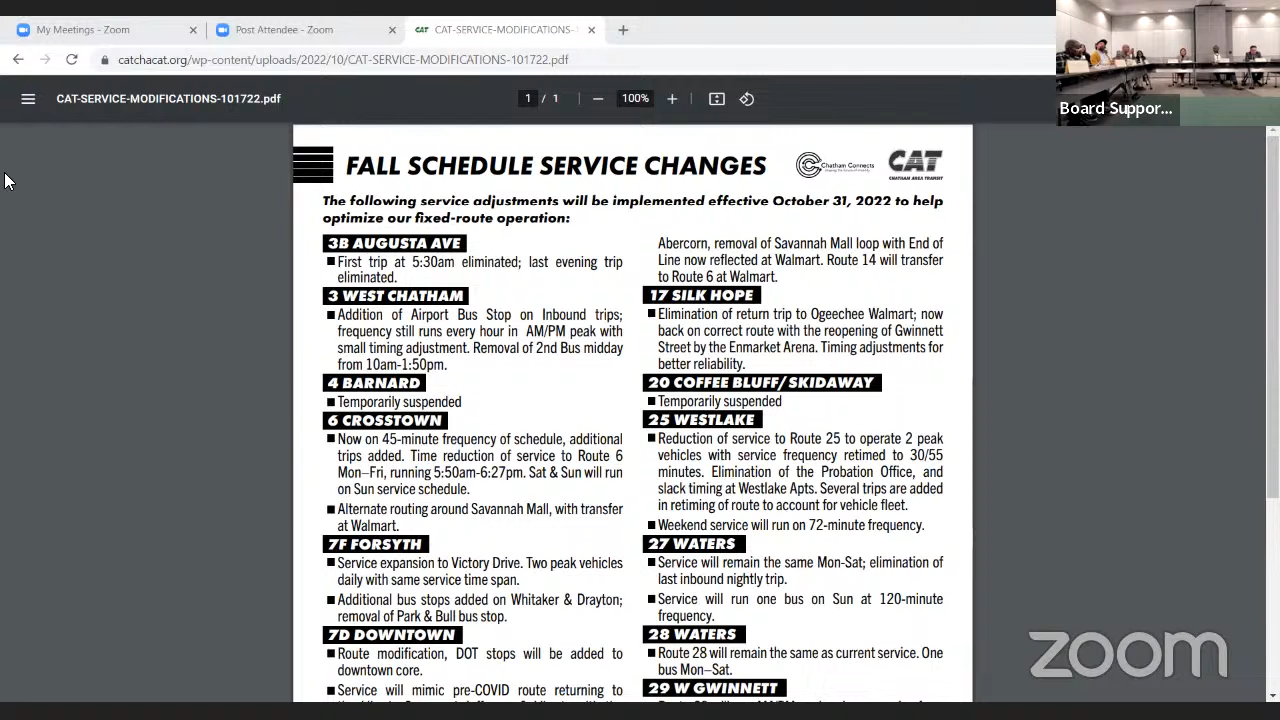 My Meetings - Zoom
Post Attendee - Zoom
CAT CAT-SERVICE-MODIFICATIONS-1
catchacat.org/wp-content/uploads/2022/10/CAT-SERVICE-MODIFICATIONS-101722.pdf
Board Suppor...
CAT-SERVICE-MODIFICATIONS-101722.pdf
1 / 1
100%
FALL SCHEDULE SERVICE CHANGES
Chatham Connects
CAT
CHATHAM AREA TRANSIT
The following service adjustments will be implemented effective October 31, 2022 to help
optimize our fixed-route operation:
3B AUGUSTA AVE
First trip at 5:30am eliminated; last evening trip
eliminated.
3 WEST CHATHAM
Addition of Airport Bus Stop on Inbound trips;
frequency still runs every hour in AM/PM peak with
small timing adjustment. Removal of 2nd Bus midday
from 10am-1:50pm.
4 BARNARD
Temporarily suspended
6 CROSSTOWN
Now on 45-minute frequency of schedule, additional
trips added. Time reduction of service to Route 6
Mon–Fri, running 5:50am-6:27pm. Sat & Sun will run
on Sun service schedule.
Alternate routing around Savannah Mall, with transfer
at Walmart.
7F FORSYTH
Service expansion to Victory Drive. Two peak vehicles
daily with same service time span.
Additional bus stops added on Whitaker & Drayton;
removal of Park & Bull bus stop.
7D DOWNTOWN
Route modification, DOT stops will be added to
downtown core.
Service will mimic pre-COVID route returning to
Abercorn, removal of Savannah Mall loop with End of
Line now reflected at Walmart. Route 14 will transfer
to Route 6 at Walmart.
17 SILK HOPE
Elimination of return trip to Ogeechee Walmart; now
back on correct route with the reopening of Gwinnett
Street by the Enmarket Arena. Timing adjustments for
better reliability.
20 COFFEE BLUFF/SKIDAWAY
Temporarily suspended
25 WESTLAKE
Reduction of service to Route 25 to operate 2 peak
vehicles with service frequency retimed to 30/55
minutes. Elimination of the Probation Office, and
slack timing at Westlake Apts. Several trips are added
in retiming of route to account for vehicle fleet.
Weekend service will run on 72-minute frequency.
27 WATERS
Service will remain the same Mon-Sat; elimination of
last inbound nightly trip.
Service will run one bus on Sun at 120-minute
frequency.
28 WATERS
Route 28 will remain the same as current service. One
bus Mon–Sat.
29 W GWINNETT
zoom